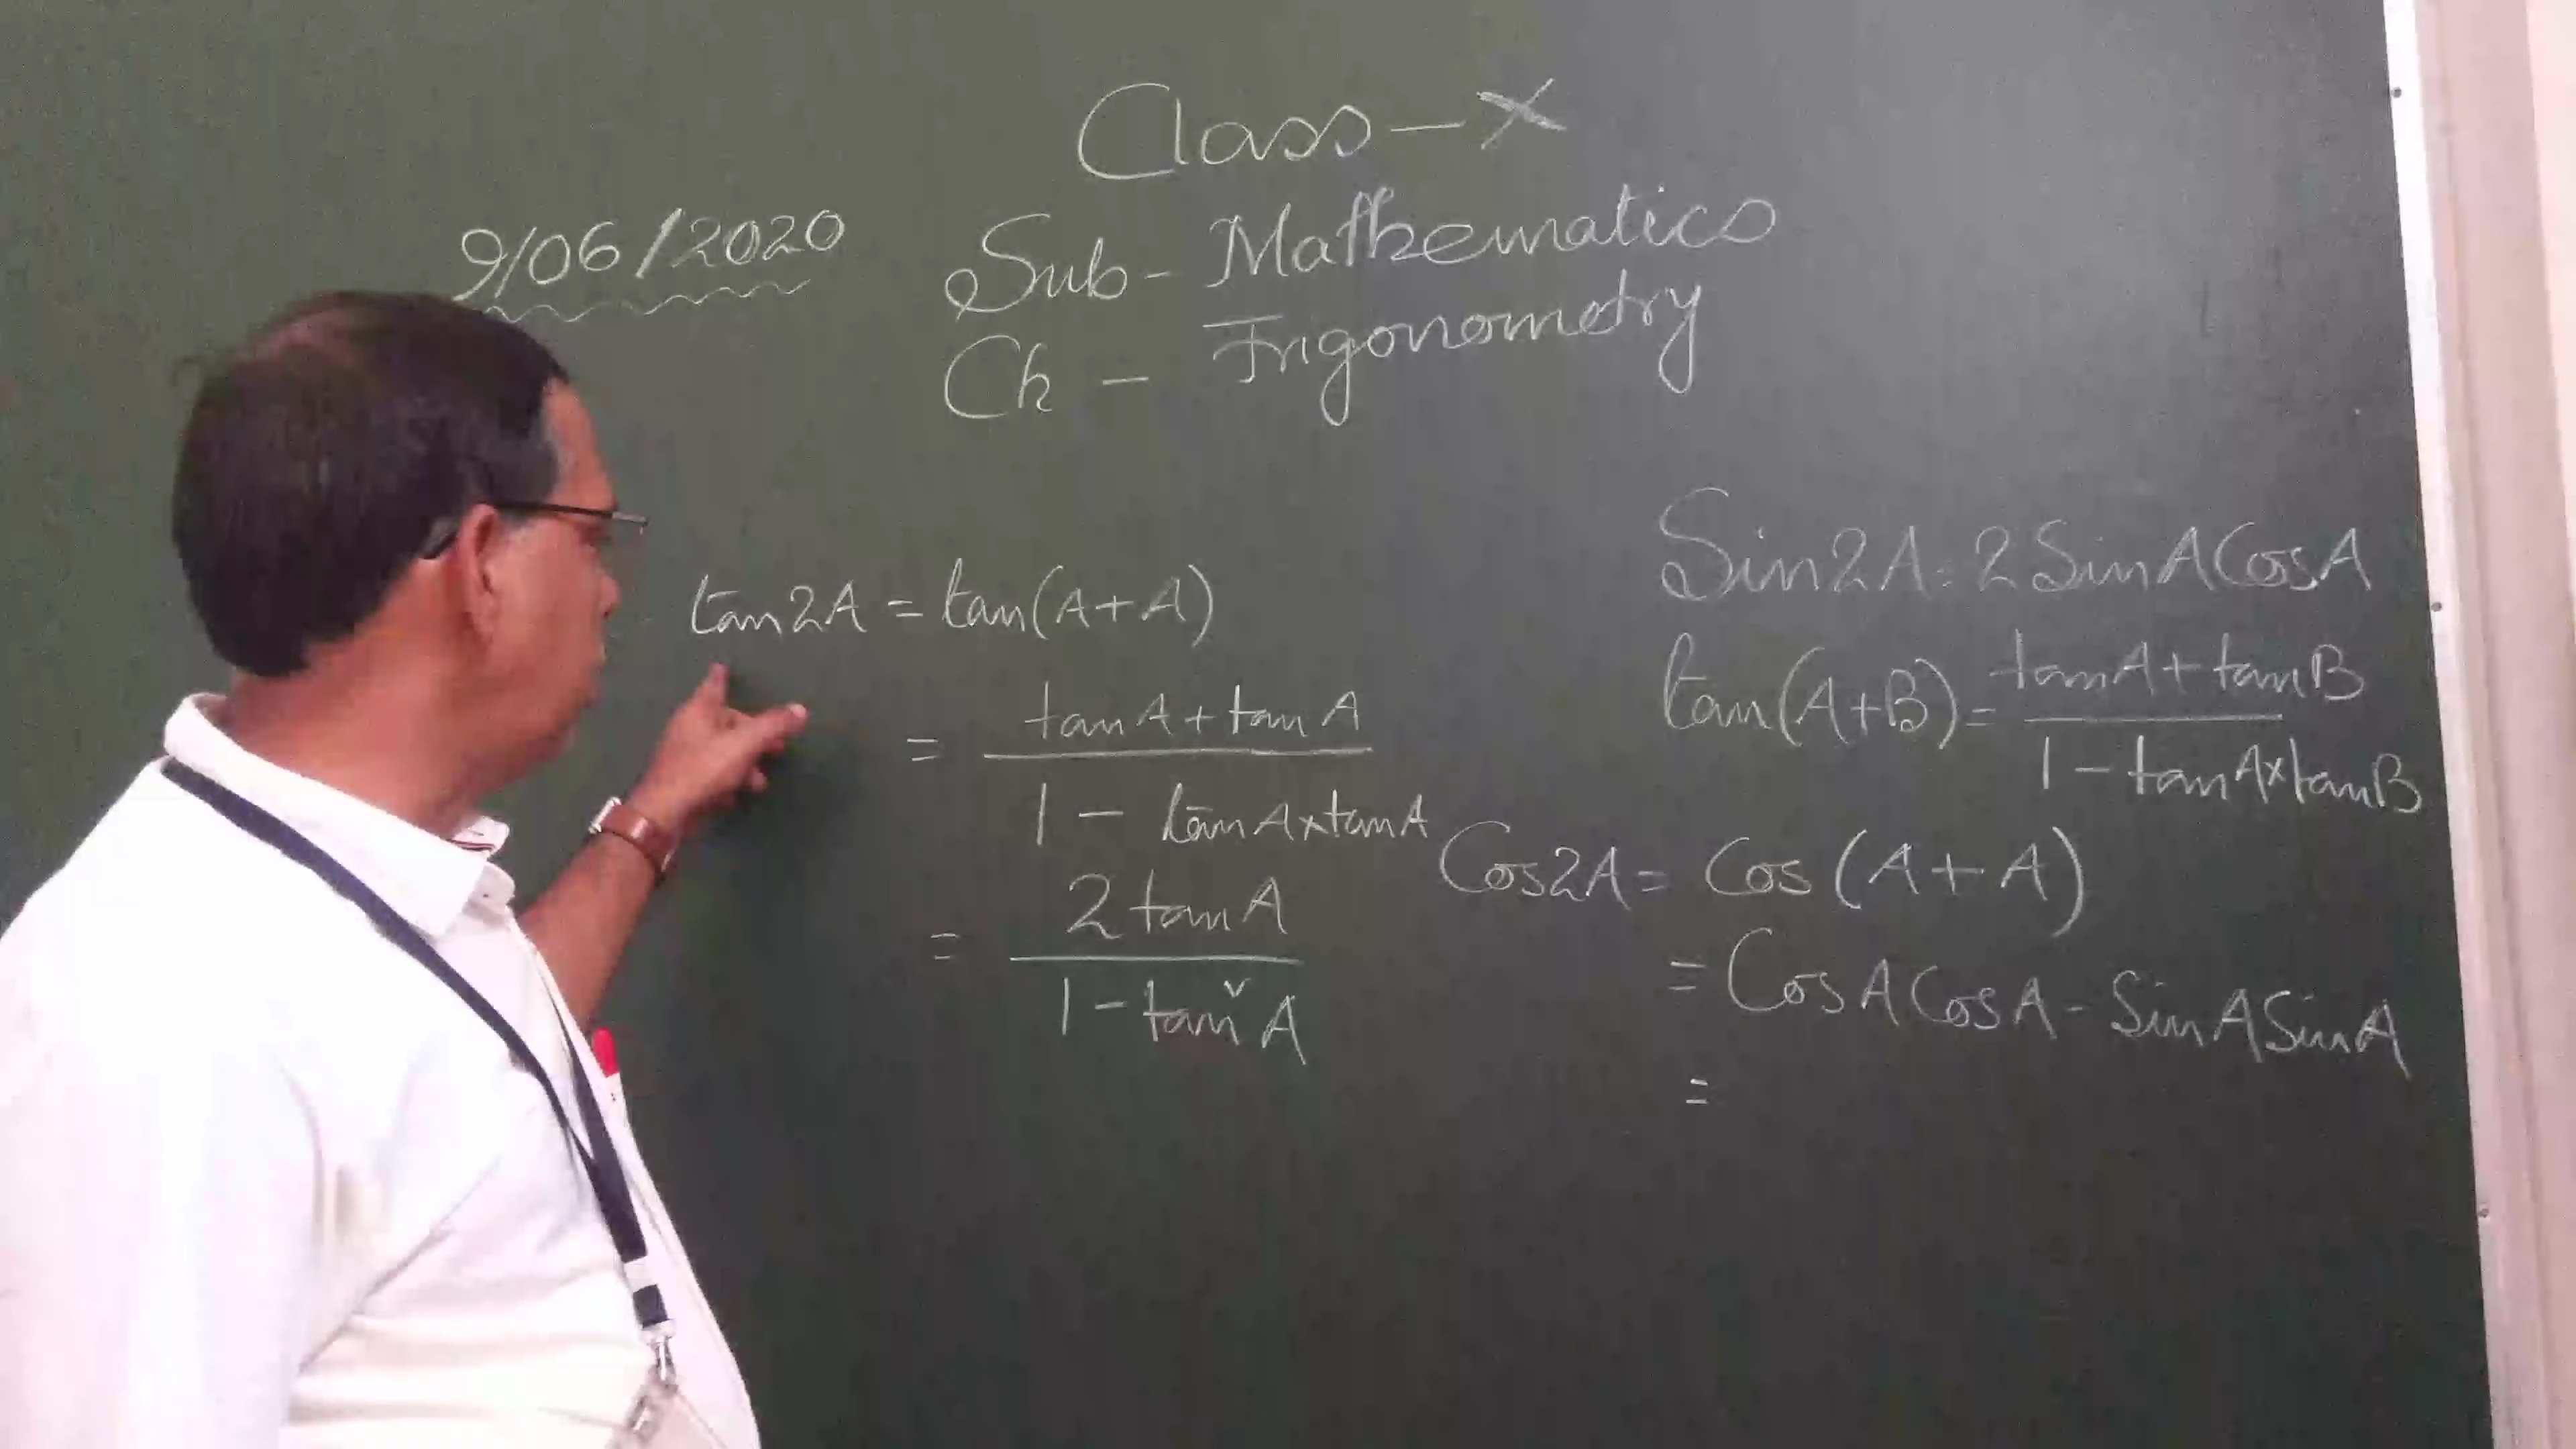 Class - X
9/06/2020
Sub - Mathematics
Ch - Trigonometry
tan2A = tan(A+A)
= tanA + tanA
1 - tanA×tanA
= 2tanA
1 - tan²A
Sin2A = 2SinACosA
tan(A+B) = tanA + tanB
1 - tanA×tanB
Cos2A = Cos(A+A)
= CosACosA - SinASinA
=